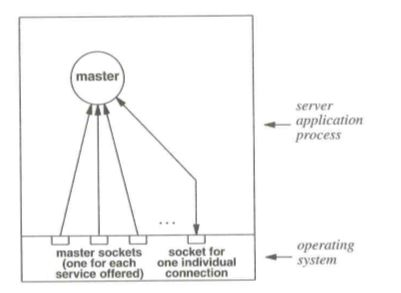 master
server
application
process
...
master sockets
(one for each
service offered)
socket for
one individual
connection
operating
system